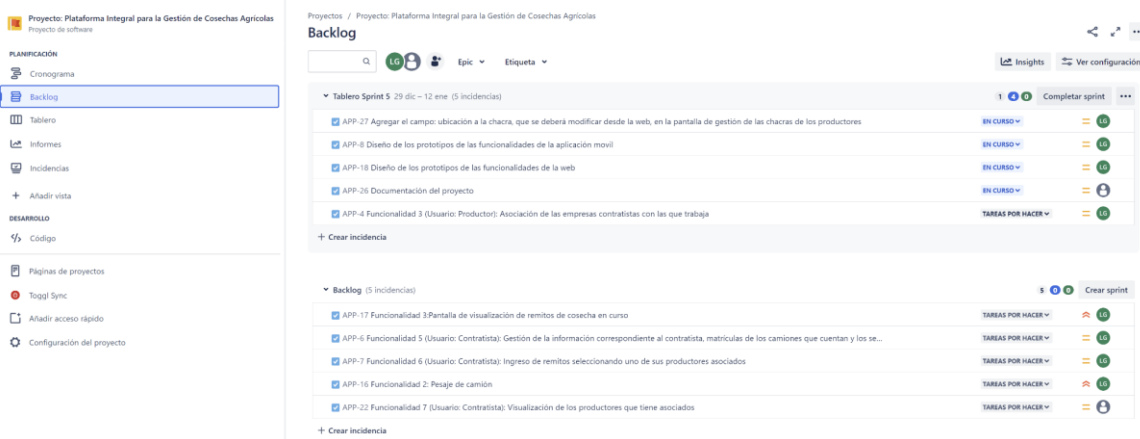 Proyecto: Plataforma Integral para la Gestión de Cosechas Agrícolas
Proyecto de software
PLANIFICACIÓN
Cronograma
Backlog
Tablero
Informes
Incidencias
Añadir vista
DESARROLLO
Código
Páginas de proyectos
Toggl Sync
Añadir acceso rápido
Configuración del proyecto
Proyectos / Proyecto: Plataforma Integral para la Gestión de Cosechas Agrícolas
Backlog
LG Epic Etiqueta Insights Ver configuración
Tablero Sprint 5 29 dic – 12 ene (5 incidencias) 1 4 0 Completar sprint
APP-27 Agregar el campo: ubicación a la chacra, que se deberá modificar desde la web, en la pantalla de gestión de las chacras de los productores EN CURSO LG
APP-8 Diseño de los prototipos de las funcionalidades de la aplicación movil EN CURSO LG
APP-18 Diseño de los prototipos de las funcionalidades de la web EN CURSO LG
APP-26 Documentación del proyecto EN CURSO
APP-4 Funcionalidad 3 (Usuario: Productor): Asociación de las empresas contratistas con las que trabaja TAREAS POR HACER LG
+ Crear incidencia
Backlog (5 incidencias) 5 0 0 Crear sprint
APP-17 Funcionalidad 3:Pantalla de visualización de remitos de cosecha en curso TAREAS POR HACER LG
APP-6 Funcionalidad 5 (Usuario: Contratista): Gestión de la información correspondiente al contratista, matrículas de los camiones que cuentan y los se... TAREAS POR HACER LG
APP-7 Funcionalidad 6 (Usuario: Contratista): Ingreso de remitos seleccionando uno de sus productores asociados TAREAS POR HACER LG
APP-16 Funcionalidad 2: Pesaje de camión TAREAS POR HACER LG
APP-22 Funcionalidad 7 (Usuario: Contratista): Visualización de los productores que tiene asociados TAREAS POR HACER
+ Crear incidencia